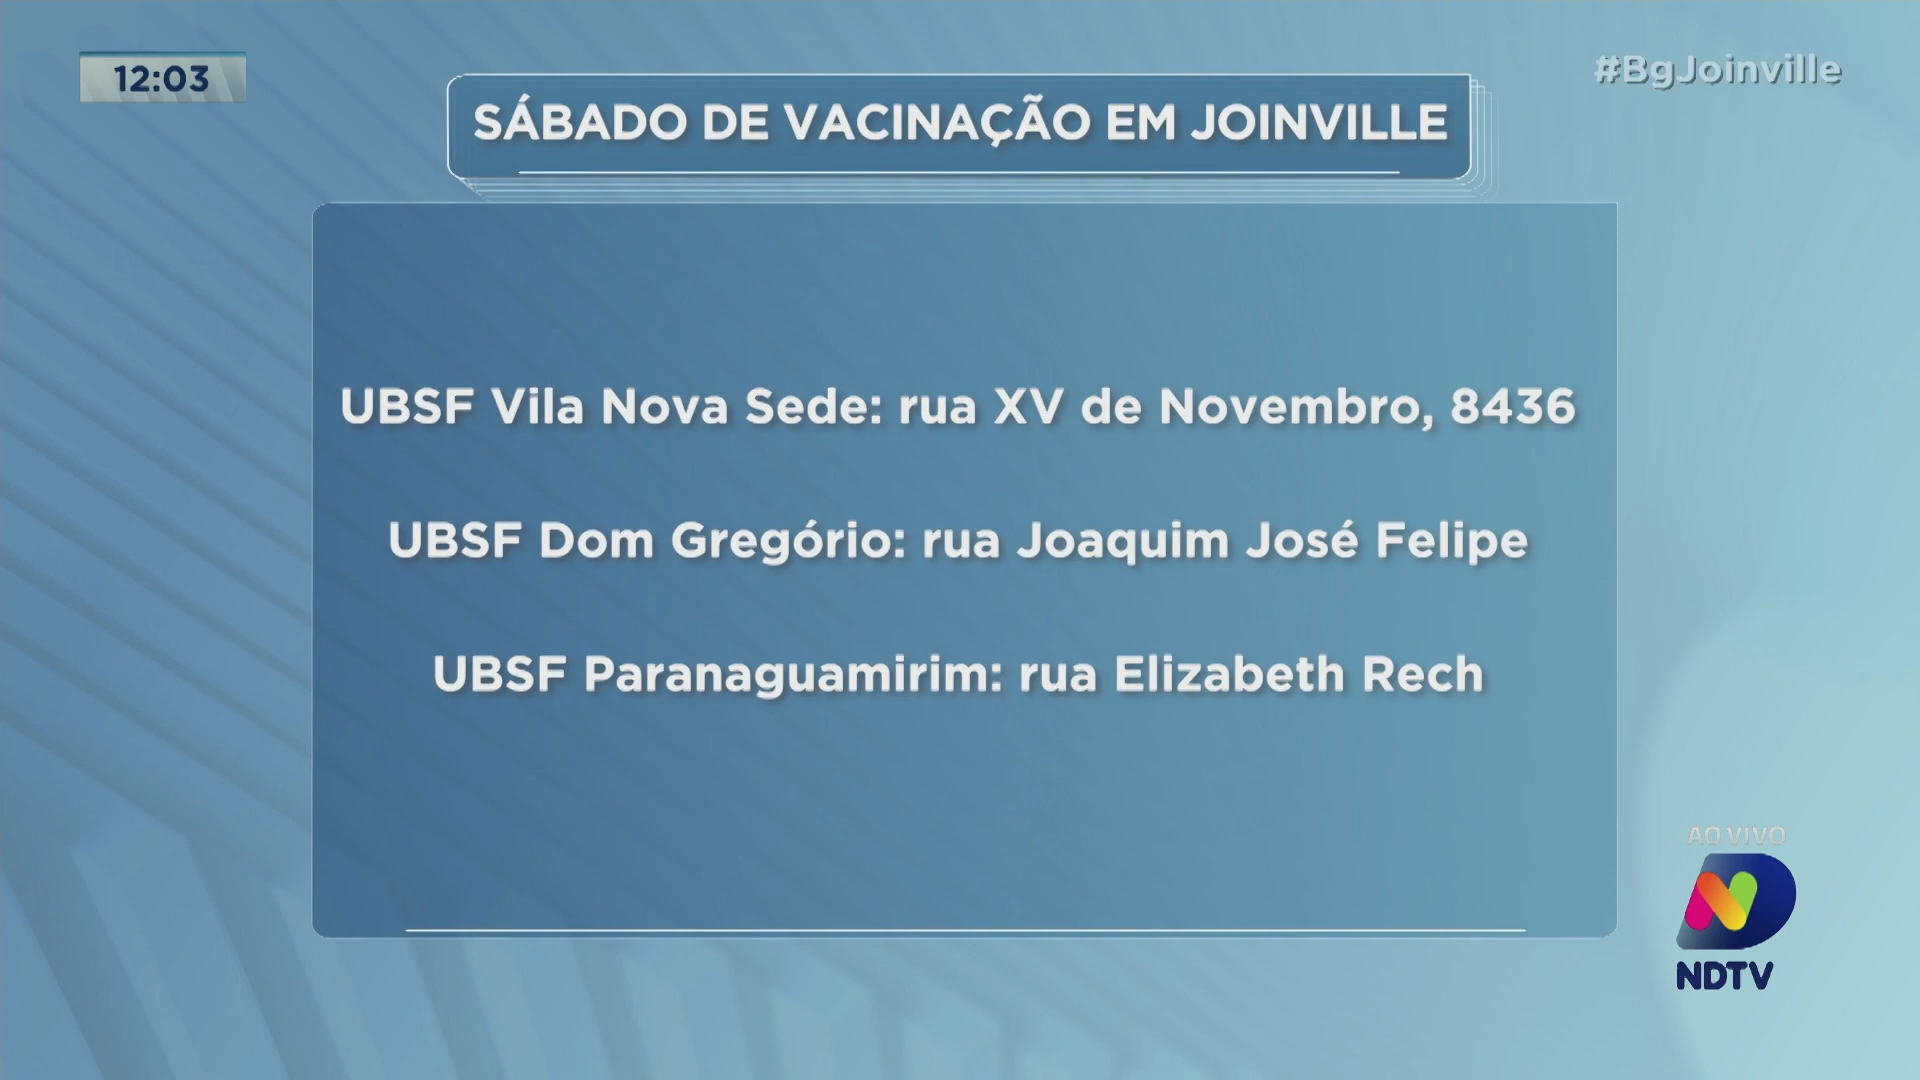 12:03
#BgJoinville
SÁBADO DE VACINAÇÃO EM JOINVILLE
UBSF Vila Nova Sede: rua XV de Novembro, 8436
UBSF Dom Gregório: rua Joaquim José Felipe
UBSF Paranaguamirim: rua Elizabeth Rech
AO VIVO
NDTV